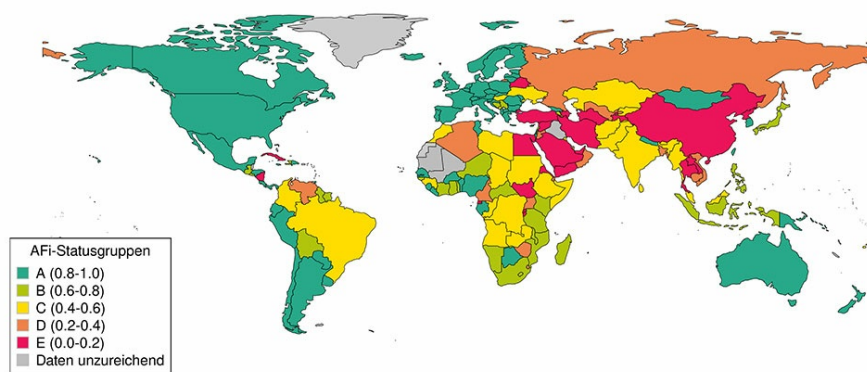 AFi-Statusgruppen
A (0.8-1.0)
B (0.6-0.8)
C (0.4-0.6)
D (0.2-0.4)
E (0.0-0.2)
Daten unzureichend